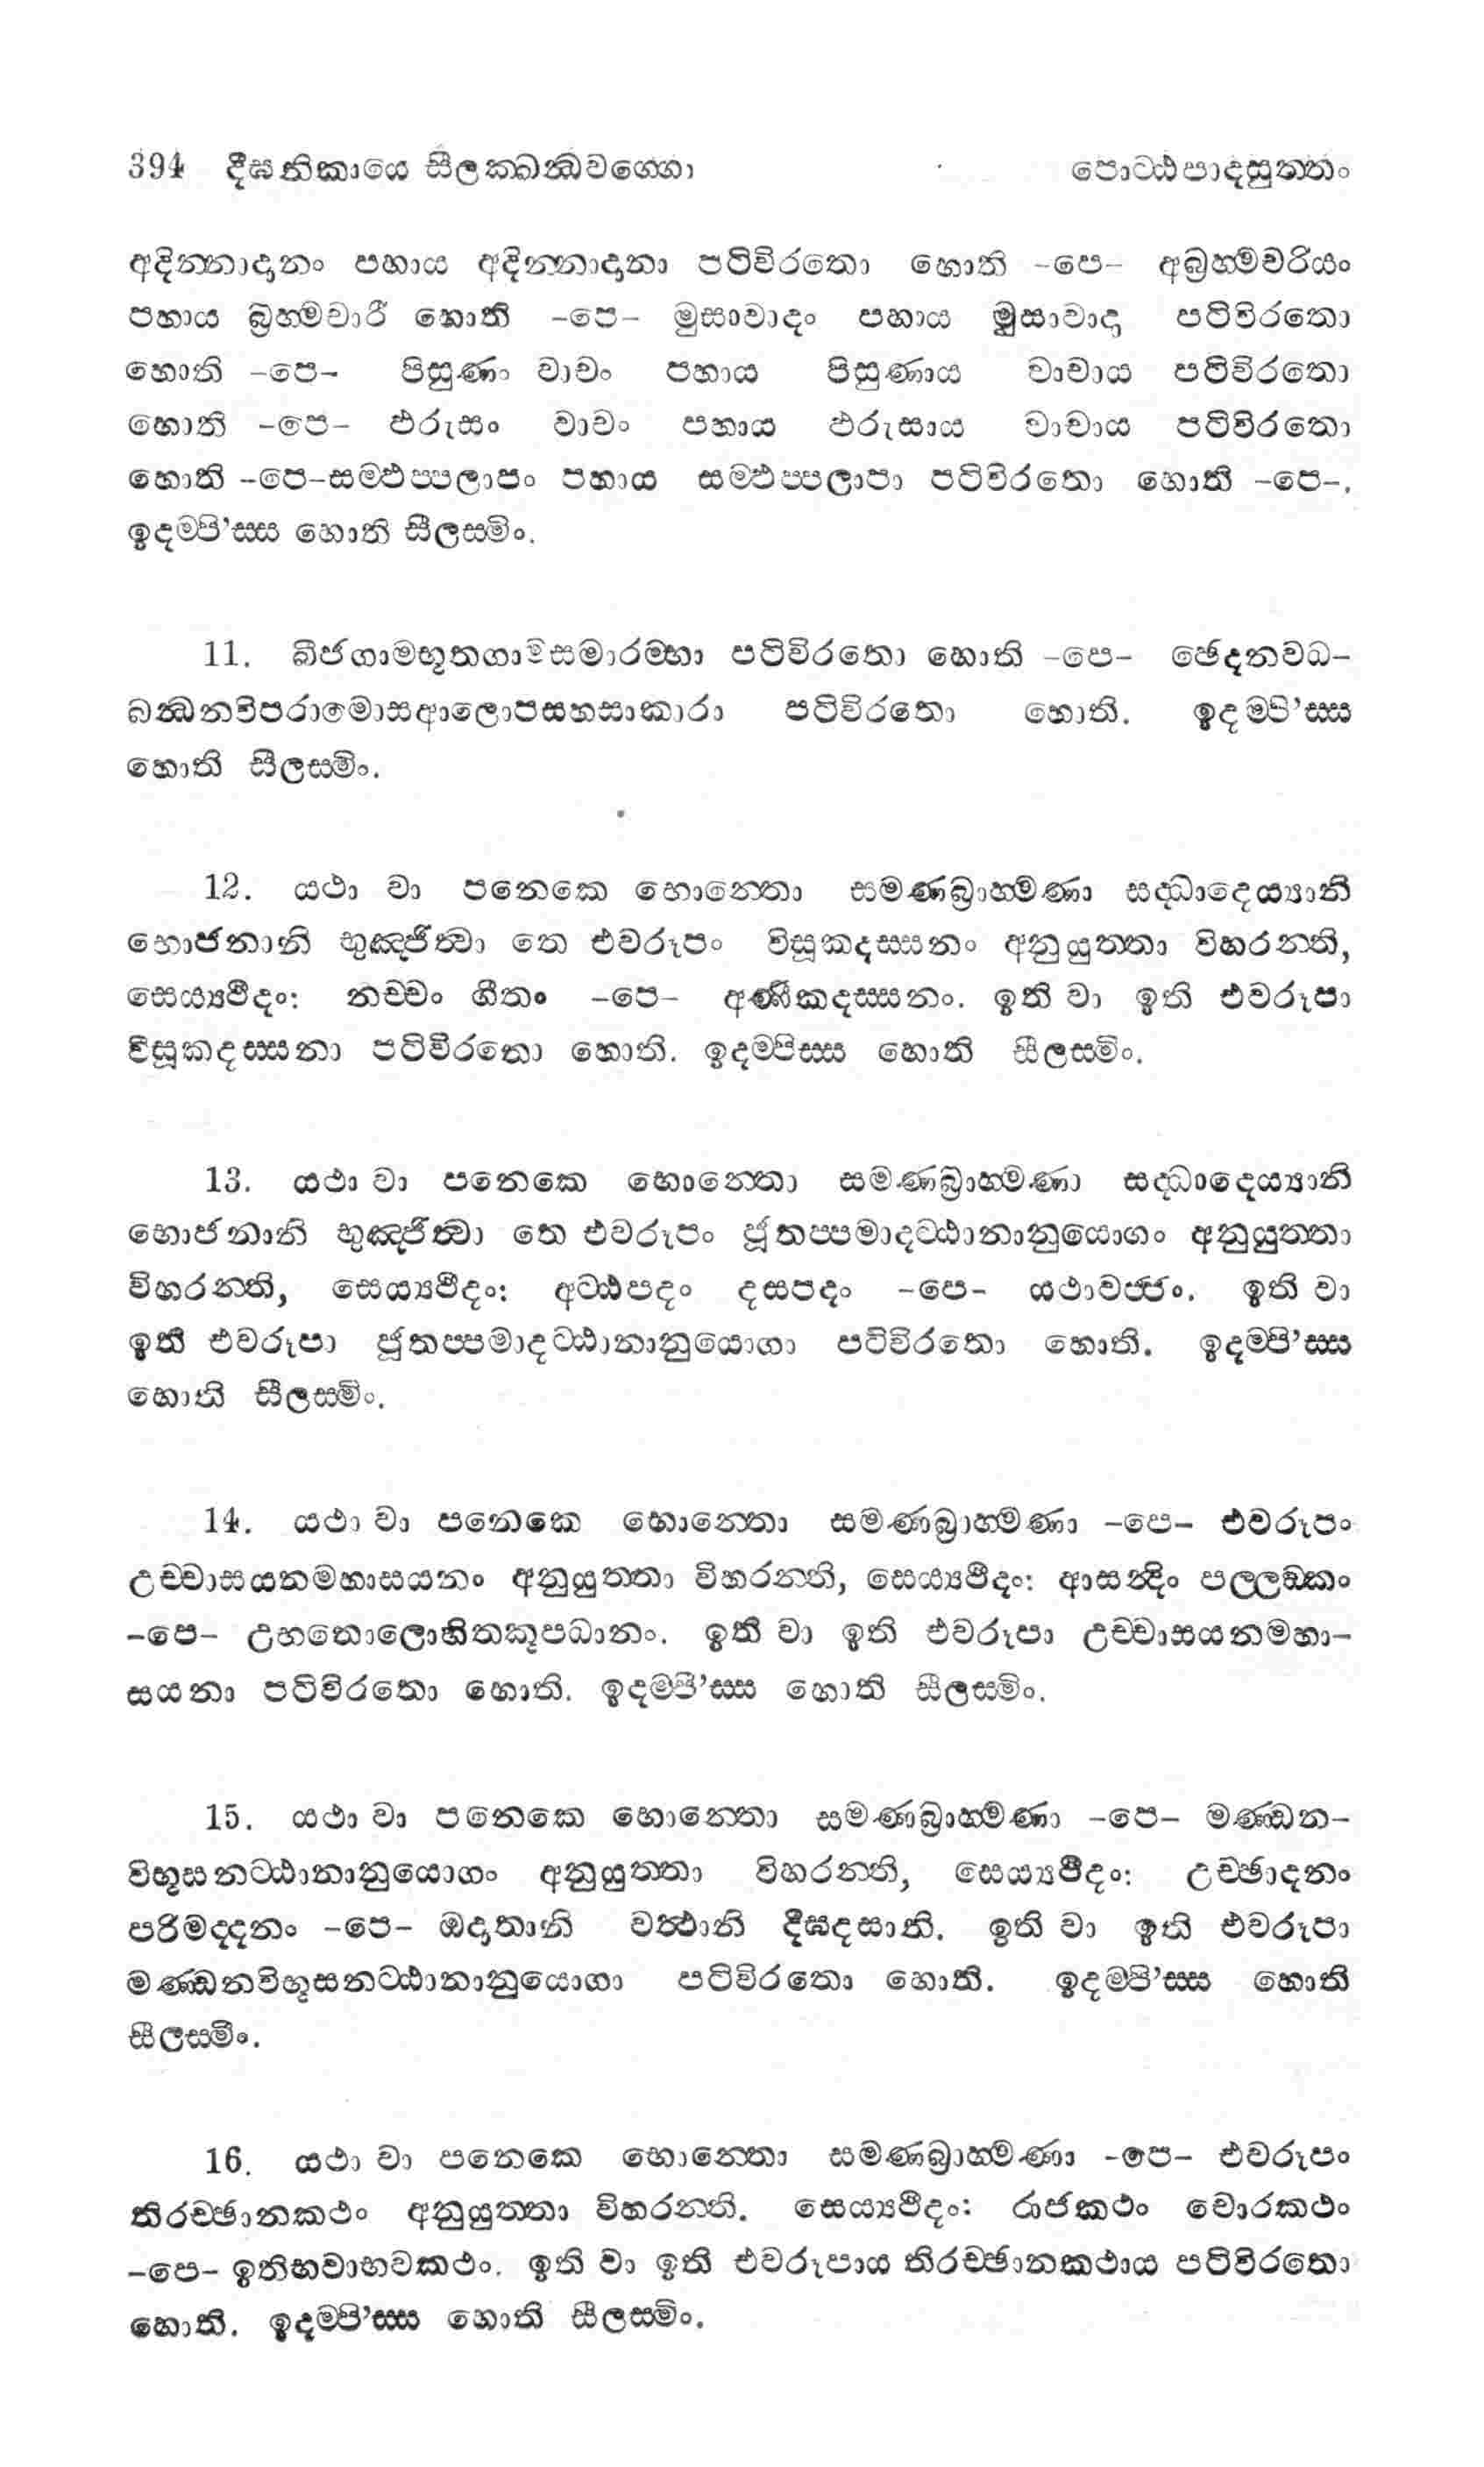 394 දීඝනිකායෙ සීලක්ඛන්ධවග්ගො පොට්ඨපාදසුත්තං
අදින්නාදානං පහාය අදින්නාදානා පටිවිරතො හොති -පෙ- අබ්‍රහ්මචරියං
පහාය බ්‍රහ්මචාරී හොති -පෙ- මුසාවාදං පහාය මුසාවාදා පටිවිරතො
හොති -පෙ- පිසුණං වාචං පහාය පිසුණාය වාචාය පටිවිරතො
හොති -පෙ- ඵරුසං වාචං පහාය ඵරුසාය වාචාය පටිවිරතො
හොති -පෙ-සම්ඵප්පලාපං පහාය සම්ඵප්පලාපා පටිවිරතො හොති -පෙ-.
ඉදම්පි’ස්ස හොති සීලස්මිං.
11. බීජගාමභූතගාමසමාරම්භා පටිවිරතො හොති -පෙ- ඡෙදනවධ-
බන්ධනවිපරාමොසආලොපසහසාකාරා පටිවිරතො හොති. ඉදම්පි’ස්ස
හොති සීලස්මිං.
12. යථා වා පනෙකෙ භොන්තො සමණබ්‍රාහ්මණා සද්ධාදෙය්‍යානි
භොජනානි භුඤ්ජිත්වා තෙ එවරූපං විසූකදස්සනං අනුයුත්තා විහරන්ති,
සෙය්‍යථීදං: නච්චං ගීතං -පෙ- අණීකදස්සනං. ඉති වා ඉති එවරූපා
විසූකදස්සනා පටිවිරතො හොති. ඉදම්පිස්ස හොති සීලස්මිං.
13. යථා වා පනෙකෙ භොන්තො සමණබ්‍රාහ්මණා සද්ධාදෙය්‍යානි
භොජනානි භුඤ්ජිත්වා තෙ එවරූපං ජූතප්පමාදට්ඨානානුයොගං අනුයුත්තා
විහරන්ති, සෙය්‍යථීදං: අට්ඨපදං දසපදං -පෙ- යථාවජ්ජං. ඉති වා
ඉති එවරූපා ජූතප්පමාදට්ඨානානුයොගා පටිවිරතො හොති. ඉදම්පි’ස්ස
හොති සීලස්මිං.
14. යථා වා පනෙකෙ භොන්තො සමණබ්‍රාහ්මණා -පෙ- එවරූපං
උච්චාසයනමහාසයනං අනුයුත්තා විහරන්ති, සෙය්‍යථීදං: ආසන්දිං පල්ලඞ්කං
-පෙ- උභතොලොහිතකූපධානං. ඉති වා ඉති එවරූපා උච්චාසයනමහා-
සයනා පටිවිරතො හොති. ඉදම්පි’ස්ස හොති සීලස්මිං.
15. යථා වා පනෙකෙ භොන්තො සමණබ්‍රාහ්මණා -පෙ- මණ්ඩන-
විභූසනට්ඨානානුයොගං අනුයුත්තා විහරන්ති, සෙය්‍යථීදං: උච්ඡාදනං
පරිමද්දනං -පෙ- ඔදාතානි වත්ථානි දීඝදසානි. ඉති වා ඉති එවරූපා
මණ්ඩනවිභූසනට්ඨානානුයොගා පටිවිරතො හොති. ඉදම්පි’ස්ස හොති
සීලස්මිං.
16. යථා වා පනෙකෙ භොන්තො සමණබ්‍රාහ්මණා -පෙ- එවරූපං
තිරච්ඡානකථං අනුයුත්තා විහරන්ති. සෙය්‍යථීදං: රාජකථං චොරකථං
-පෙ- ඉතිභවාභවකථං. ඉති වා ඉති එවරූපාය තිරච්ඡානකථාය පටිවිරතො
හොති. ඉදම්පි’ස්ස හොති සීලස්මිං.